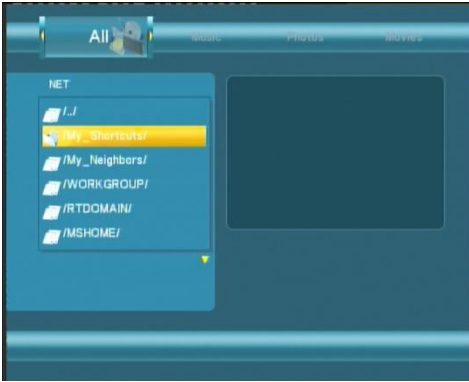 All Music Photos Movies
NET
/../
/My_Shortcuts/
/My_Neighbors/
/WORKGROUP/
/RTDOMAIN/
/MSHOME/